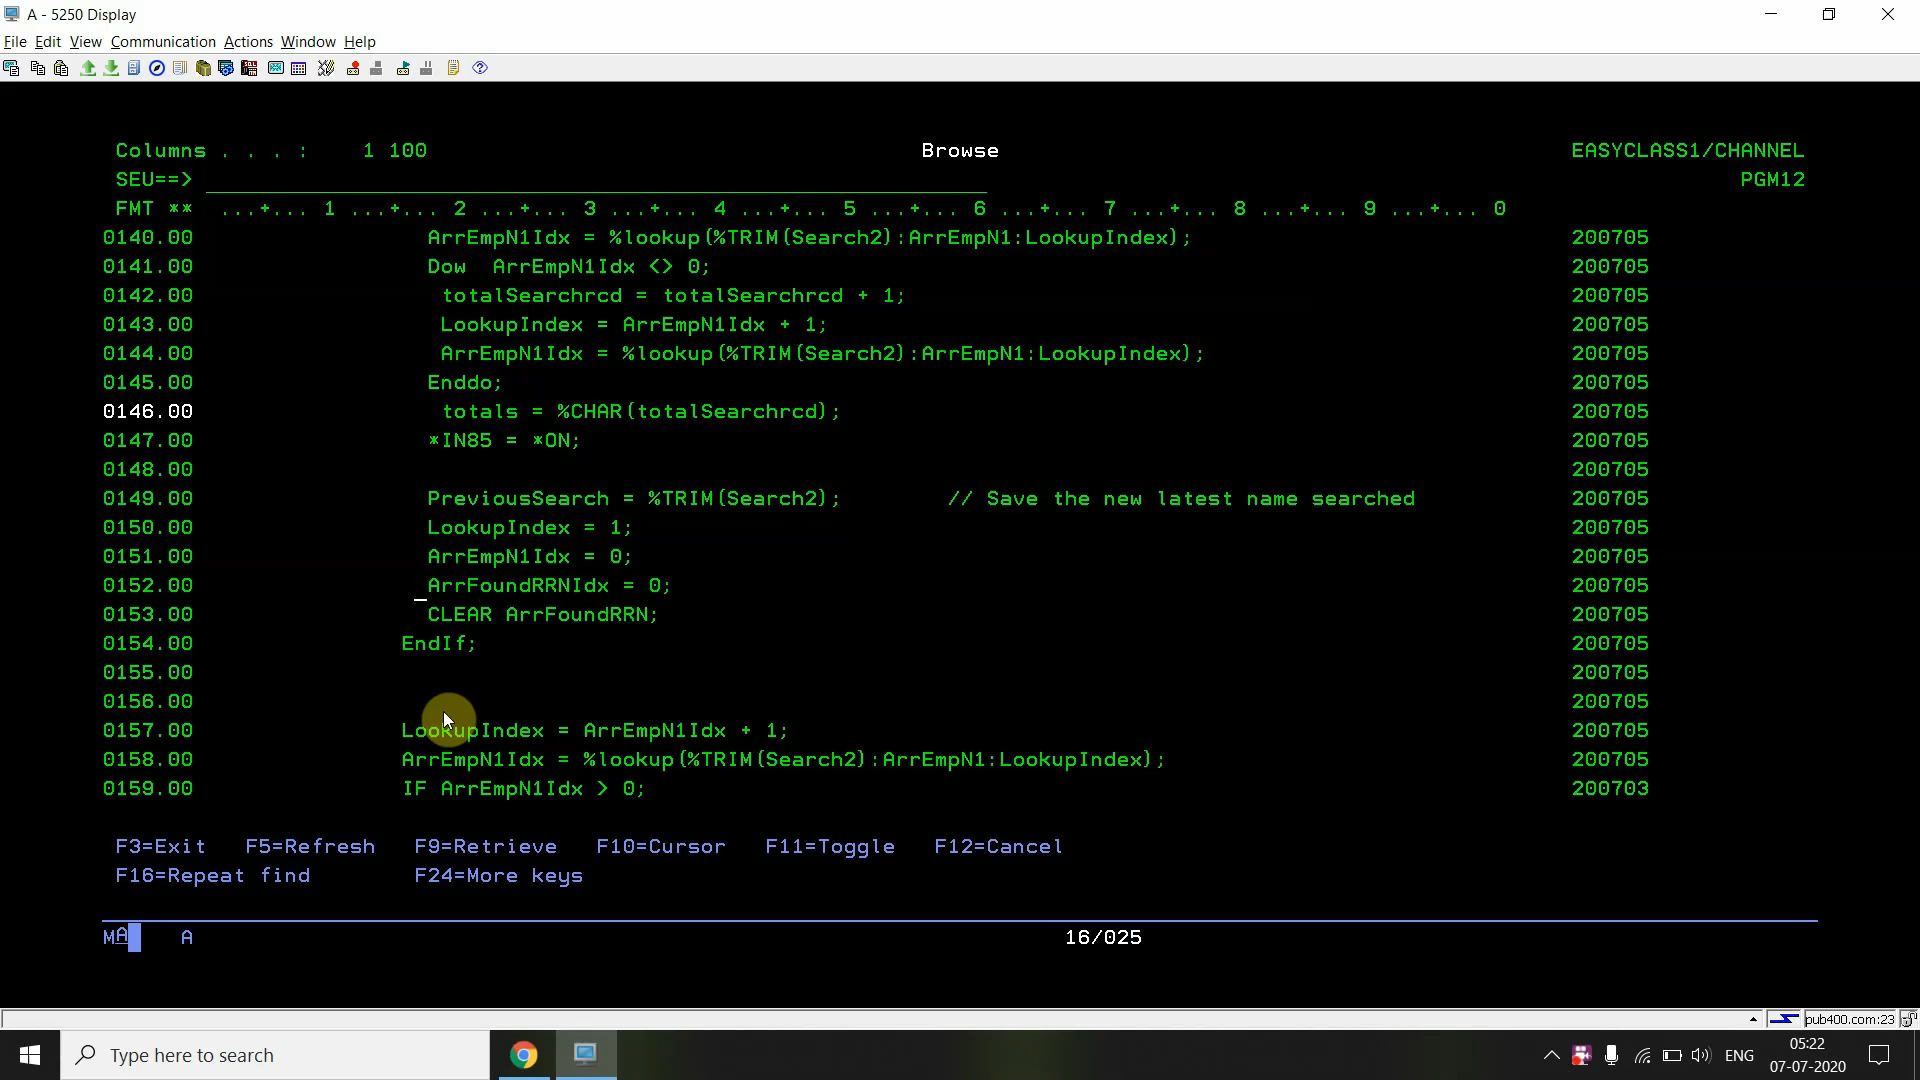 A - 5250 Display
File Edit View Communication Actions Window Help
Columns . . . : 1 100 Browse EASYCLASS1/CHANNEL
SEU==> PGM12
FMT ** ...+... 1 ...+... 2 ...+... 3 ...+... 4 ...+... 5 ...+... 6 ...+... 7 ...+... 8 ...+... 9 ...+... 0
0140.00 ArrEmpN1Idx = %lookup(%TRIM(Search2):ArrEmpN1:LookupIndex); 200705
0141.00 Dow ArrEmpN1Idx <> 0; 200705
0142.00 totalSearchrcd = totalSearchrcd + 1; 200705
0143.00 LookupIndex = ArrEmpN1Idx + 1; 200705
0144.00 ArrEmpN1Idx = %lookup(%TRIM(Search2):ArrEmpN1:LookupIndex); 200705
0145.00 Enddo; 200705
0146.00 totals = %CHAR(totalSearchrcd); 200705
0147.00 *IN85 = *ON; 200705
0148.00 200705
0149.00 PreviousSearch = %TRIM(Search2); // Save the new latest name searched 200705
0150.00 LookupIndex = 1; 200705
0151.00 ArrEmpN1Idx = 0; 200705
0152.00 ArrFoundRRNIdx = 0; 200705
0153.00 CLEAR ArrFoundRRN; 200705
0154.00 EndIf; 200705
0155.00 200705
0156.00 200705
0157.00 LookupIndex = ArrEmpN1Idx + 1; 200705
0158.00 ArrEmpN1Idx = %lookup(%TRIM(Search2):ArrEmpN1:LookupIndex); 200705
0159.00 IF ArrEmpN1Idx > 0; 200703
F3=Exit F5=Refresh F9=Retrieve F10=Cursor F11=Toggle F12=Cancel
F16=Repeat find F24=More keys
MA A 16/025
pub400.com:23
Type here to search ENG 05:22
07-07-2020